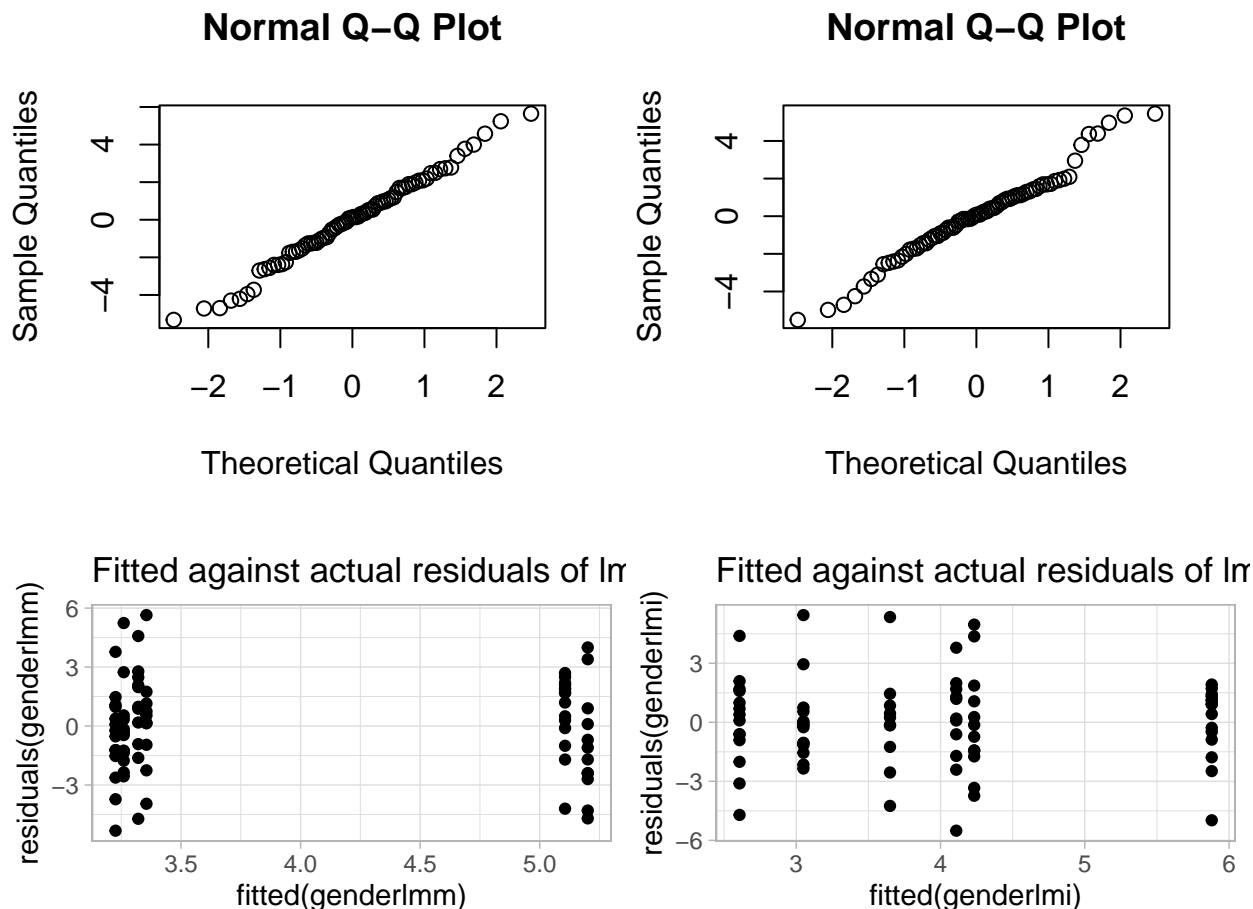 Normal Q−Q Plot
Sample Quantiles
4
0
−4
−2 −1 0 1 2
Theoretical Quantiles
Normal Q−Q Plot
Sample Quantiles
4
0
−4
−2 −1 0 1 2
Theoretical Quantiles
Fitted against actual residuals of lm
residuals(genderlmm)
6
3
0
−3
3.5 4.0 4.5 5.0
fitted(genderlmm)
Fitted against actual residuals of lm
residuals(genderlmi)
3
0
−3
−6
3 4 5 6
fitted(genderlmi)